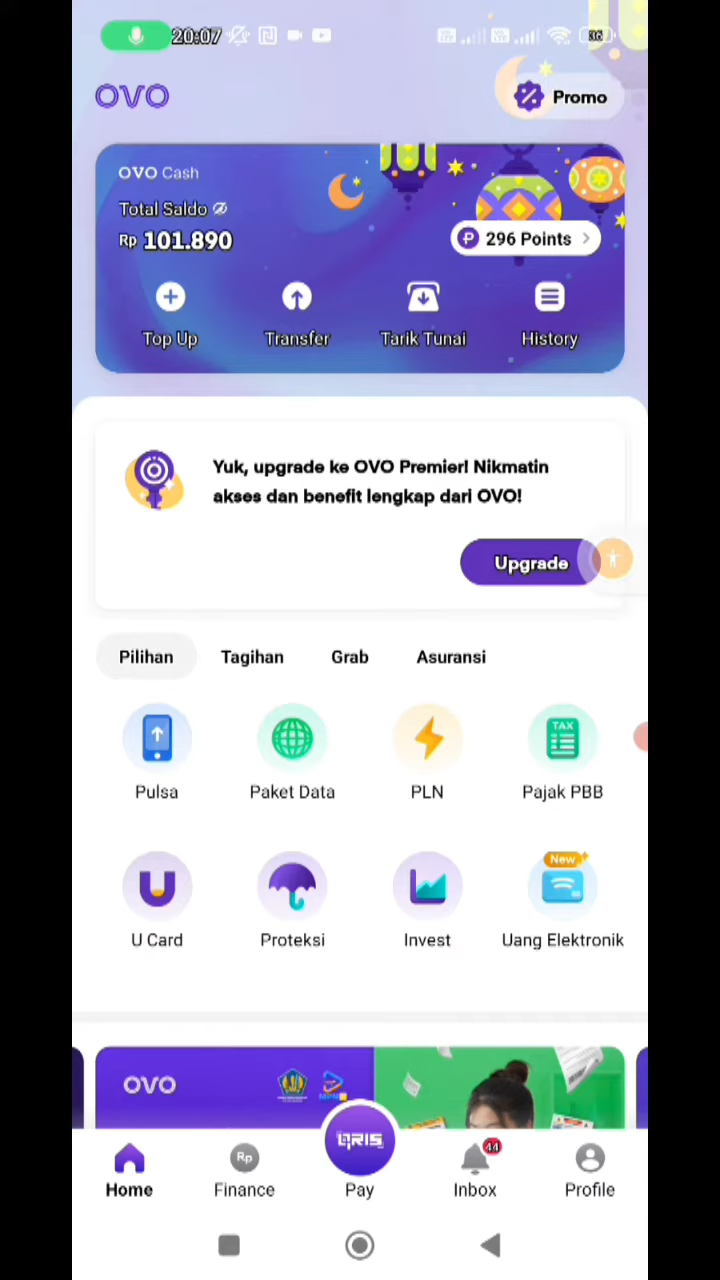 20:07
36
OVO
Promo
OVO Cash
Total Saldo
Rp 101.890
296 Points
Top Up
Transfer
Tarik Tunai
History
Yuk, upgrade ke OVO Premier! Nikmatin
akses dan benefit lengkap dari OVO!
Upgrade
Pilihan
Tagihan
Grab
Asuransi
TAX
Pulsa
Paket Data
PLN
Pajak PBB
New
U Card
Proteksi
Invest
Uang Elektronik
OVO
QRIS
44
Rp
Home
Finance
Pay
Inbox
Profile